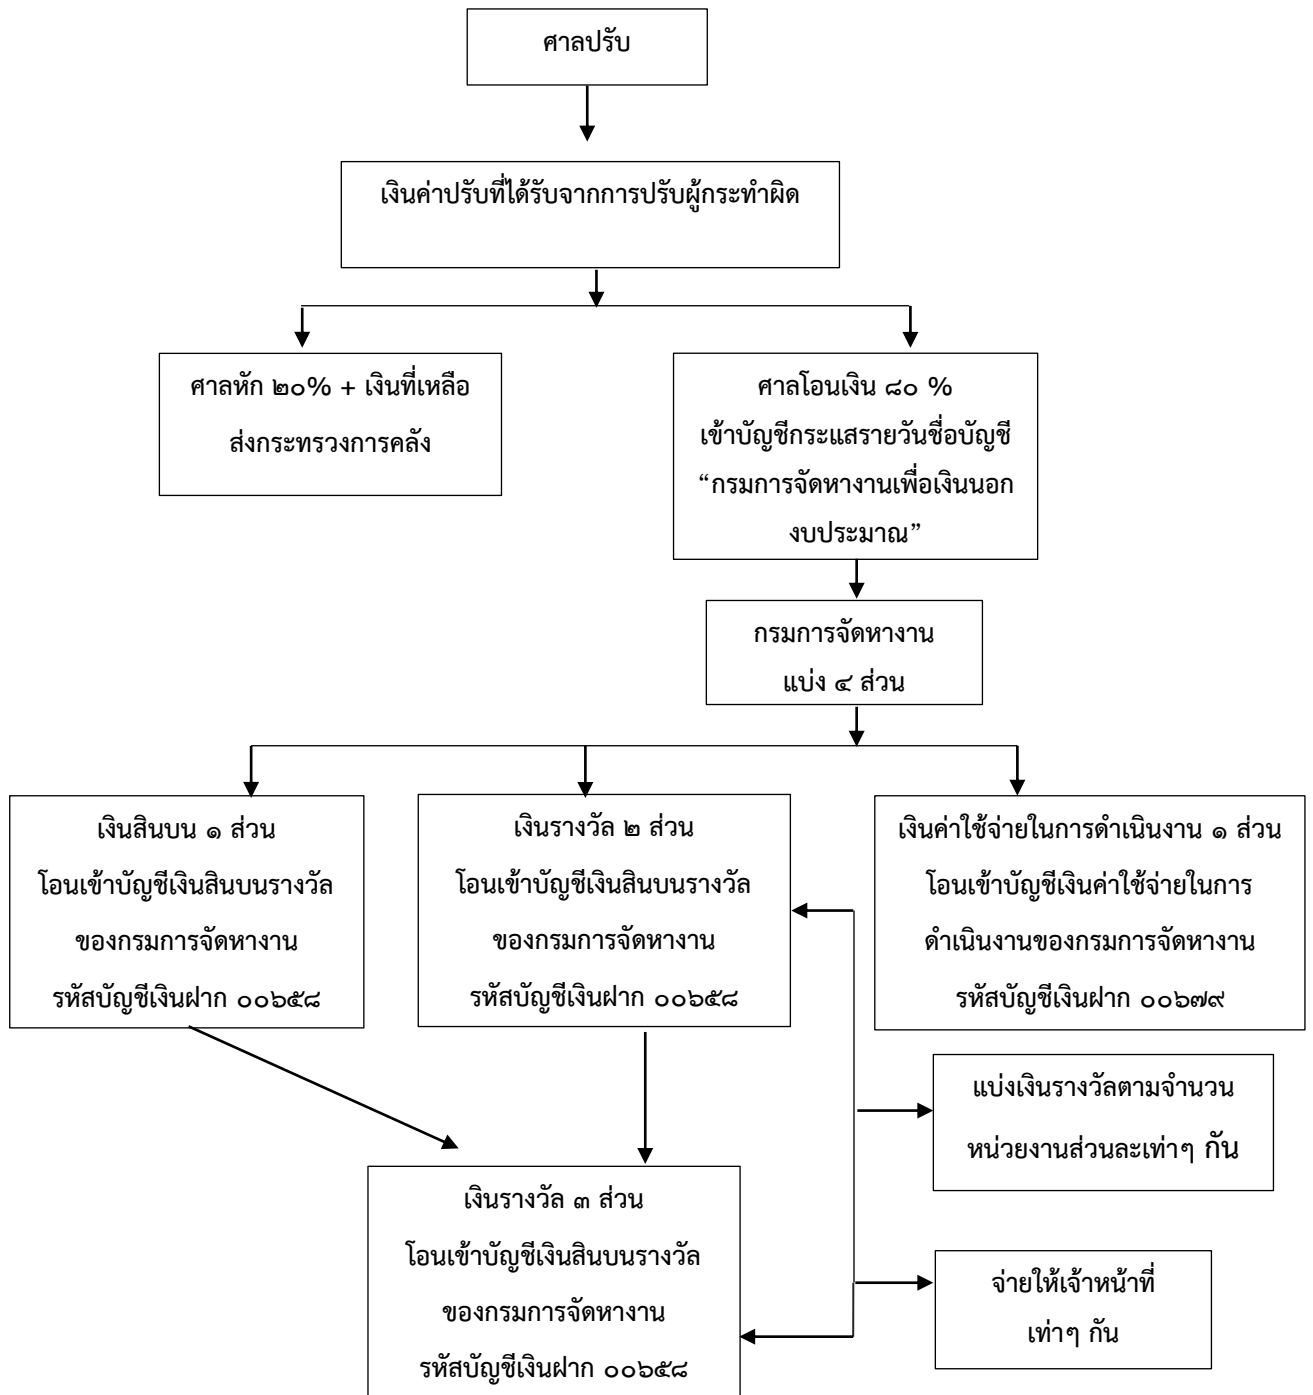 ศาลปรับ
เงินค่าปรับที่ได้รับจากการปรับผู้กระทำผิด
ศาลหัก ๒๐% + เงินที่เหลือ
ส่งกระทรวงการคลัง
ศาลโอนเงิน ๘๐ %
เข้าบัญชีกระแสรายวันชื่อบัญชี
“กรมการจัดหางานเพื่อเงินนอก
งบประมาณ”
กรมการจัดหางาน
แบ่ง ๔ ส่วน
เงินสินบน ๑ ส่วน
โอนเข้าบัญชีเงินสินบนรางวัล
ของกรมการจัดหางาน
รหัสบัญชีเงินฝาก ๐๐๖๕๘
เงินรางวัล ๒ ส่วน
โอนเข้าบัญชีเงินสินบนรางวัล
ของกรมการจัดหางาน
รหัสบัญชีเงินฝาก ๐๐๖๕๘
เงินค่าใช้จ่ายในการดำเนินงาน ๑ ส่วน
โอนเข้าบัญชีเงินค่าใช้จ่ายในการ
ดำเนินงานของกรมการจัดหางาน
รหัสบัญชีเงินฝาก ๐๐๖๗๙
แบ่งเงินรางวัลตามจำนวน
หน่วยงานส่วนละเท่าๆ กัน
เงินรางวัล ๓ ส่วน
โอนเข้าบัญชีเงินสินบนรางวัล
ของกรมการจัดหางาน
รหัสบัญชีเงินฝาก ๐๐๖๕๘
จ่ายให้เจ้าหน้าที่
เท่าๆ กัน